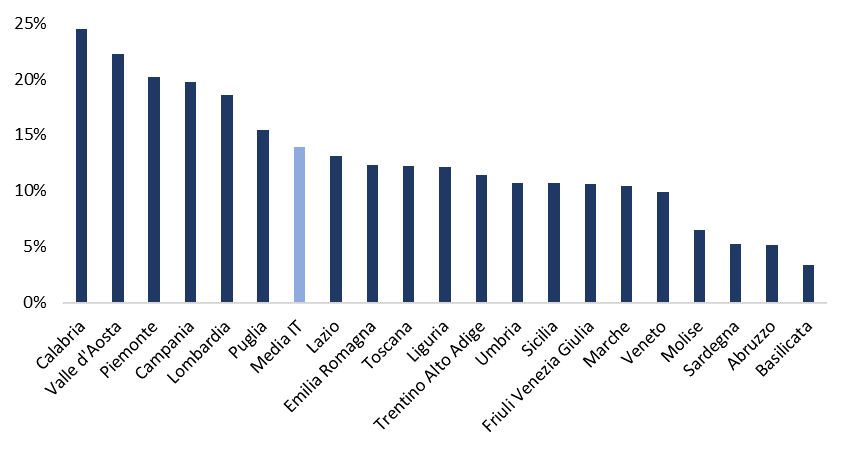 25%
20%
15%
10%
5%
0%
Calabria
Valle d'Aosta
Piemonte
Campania
Lombardia
Puglia
Media IT
Lazio
Emilia Romagna
Toscana
Liguria
Trentino Alto Adige
Umbria
Sicilia
Friuli Venezia Giulia
Marche
Veneto
Molise
Sardegna
Abruzzo
Basilicata